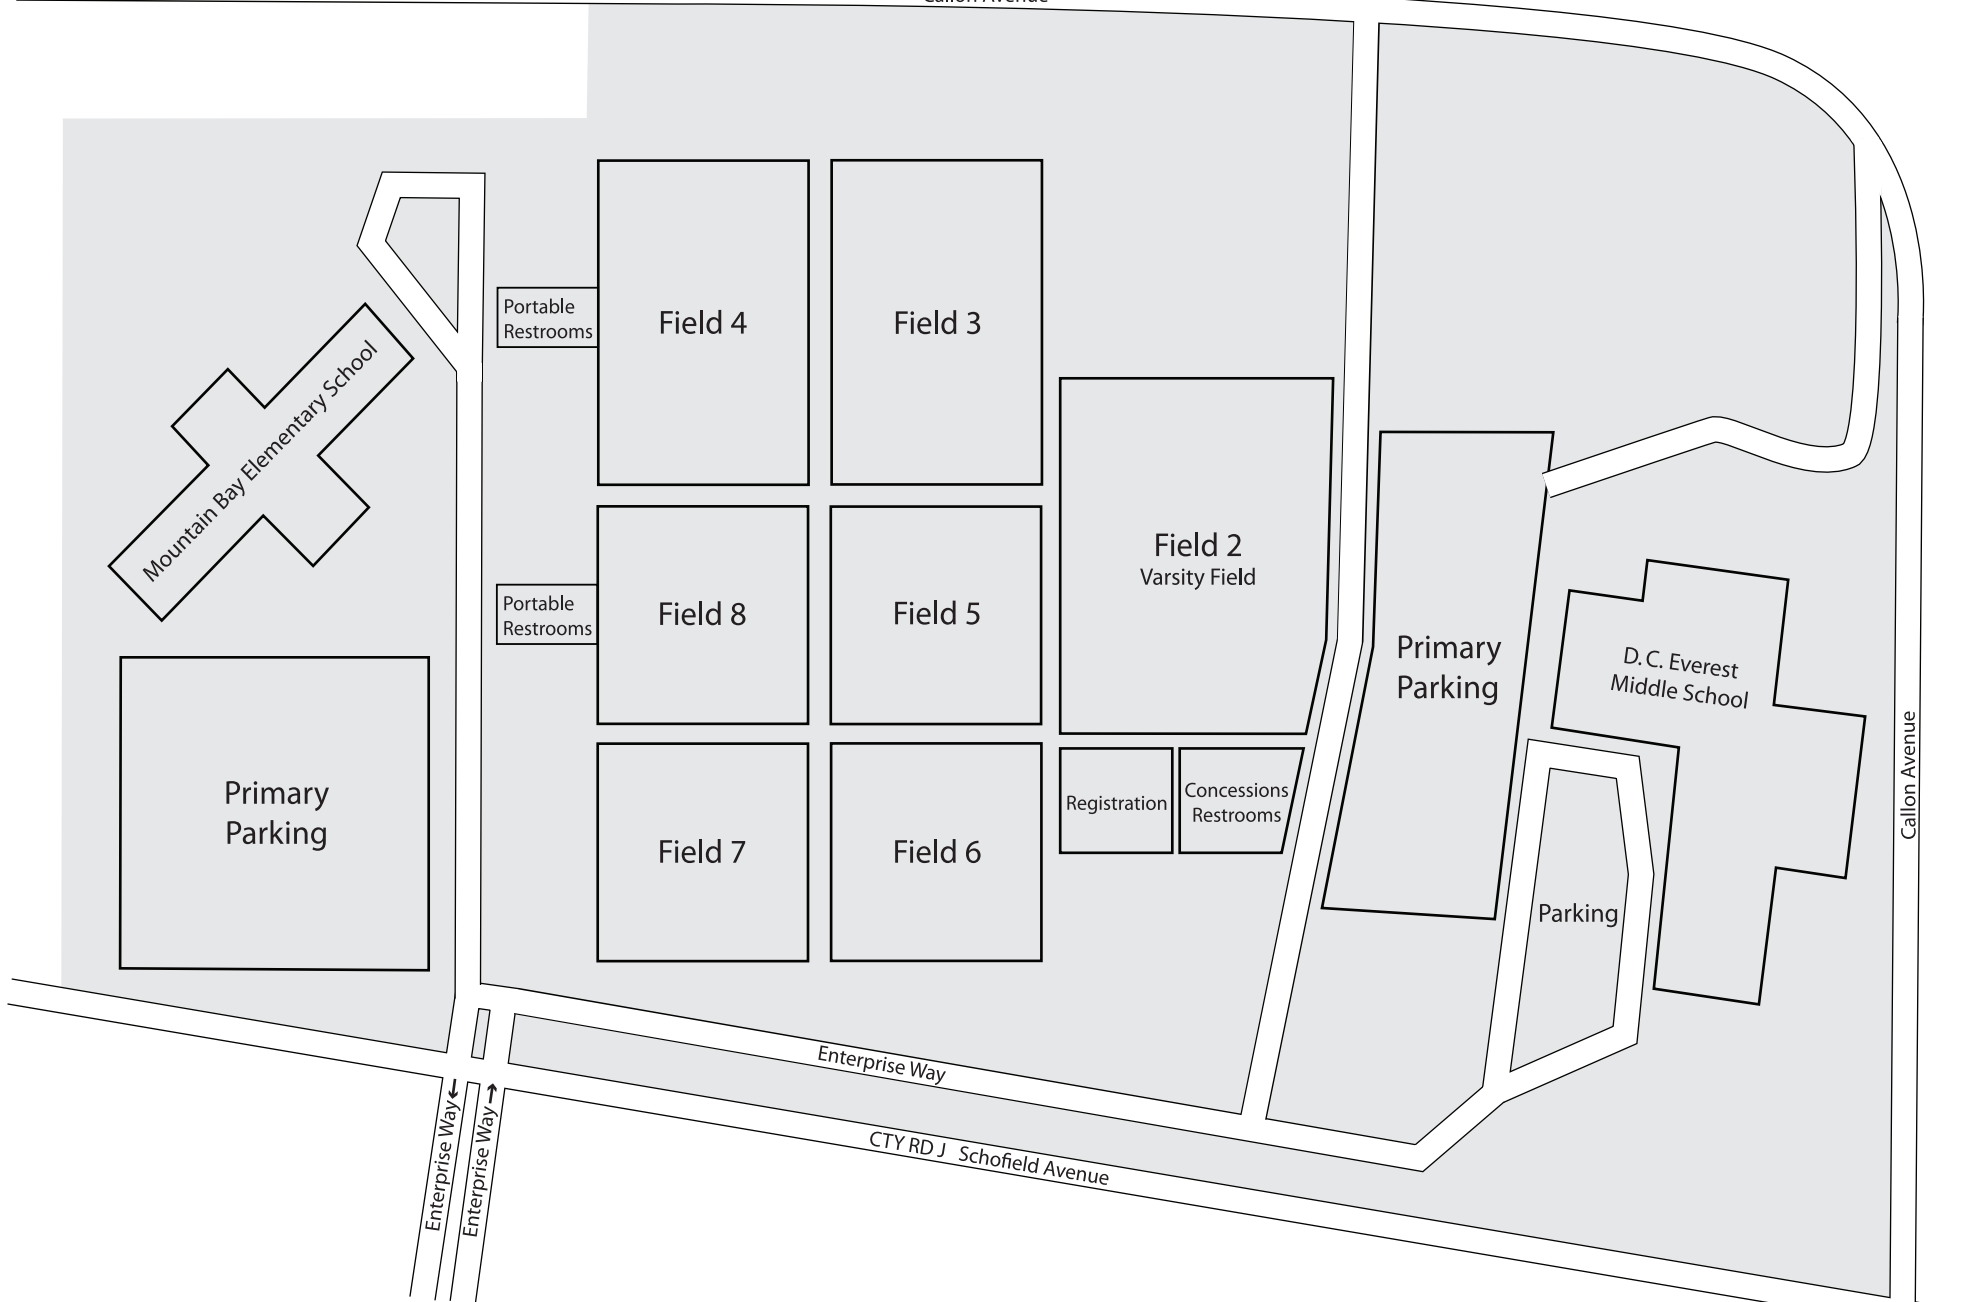 Callon Avenue
Portable
Restrooms
Field 4
Field 3
Mountain Bay Elementary School
Field 2
Varsity Field
Portable
Restrooms
Field 8
Field 5
Primary
Parking
D. C. Everest
Middle School
Callon Avenue
Primary
Parking
Field 7
Field 6
Registration
Concessions
Restrooms
Parking
Enterprise Way
Enterprise Way
Enterprise Way
CTY RD J Schofield Avenue